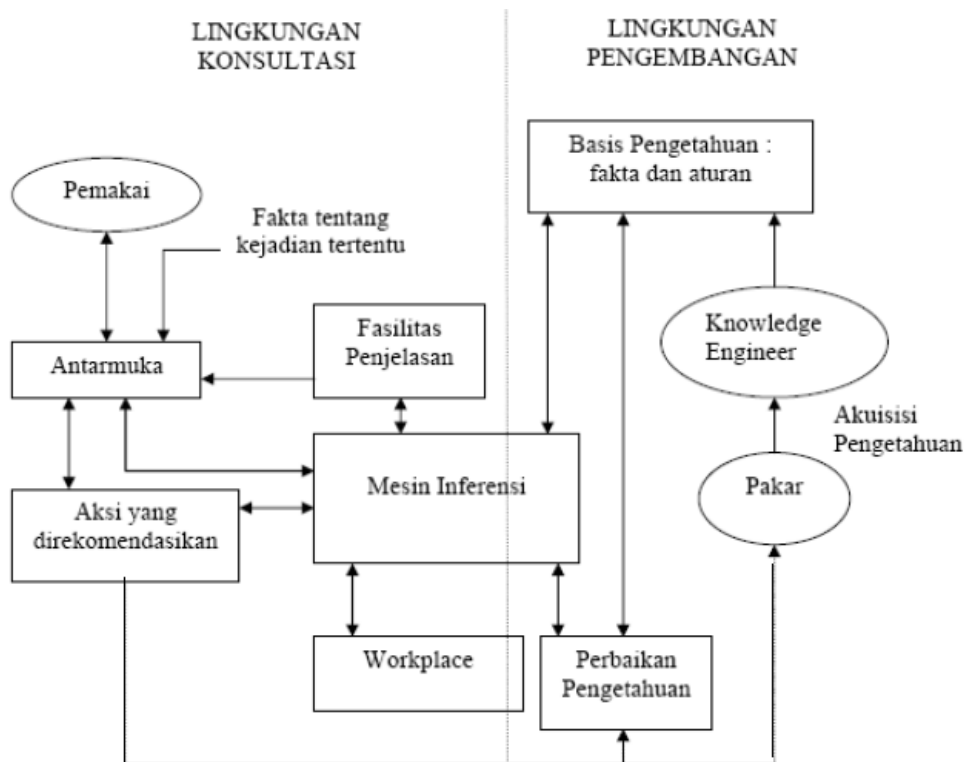 LINGKUNGAN
KONSULTASI
LINGKUNGAN
PENGEMBANGAN
Basis Pengetahuan :
fakta dan aturan
Pemakai
Fakta tentang
kejadian tertentu
Fasilitas
Penjelasan
Knowledge
Engineer
Antarmuka
Akuisisi
Pengetahuan
Mesin Inferensi
Pakar
Aksi yang
direkomendasikan
Workplace
Perbaikan
Pengetahuan